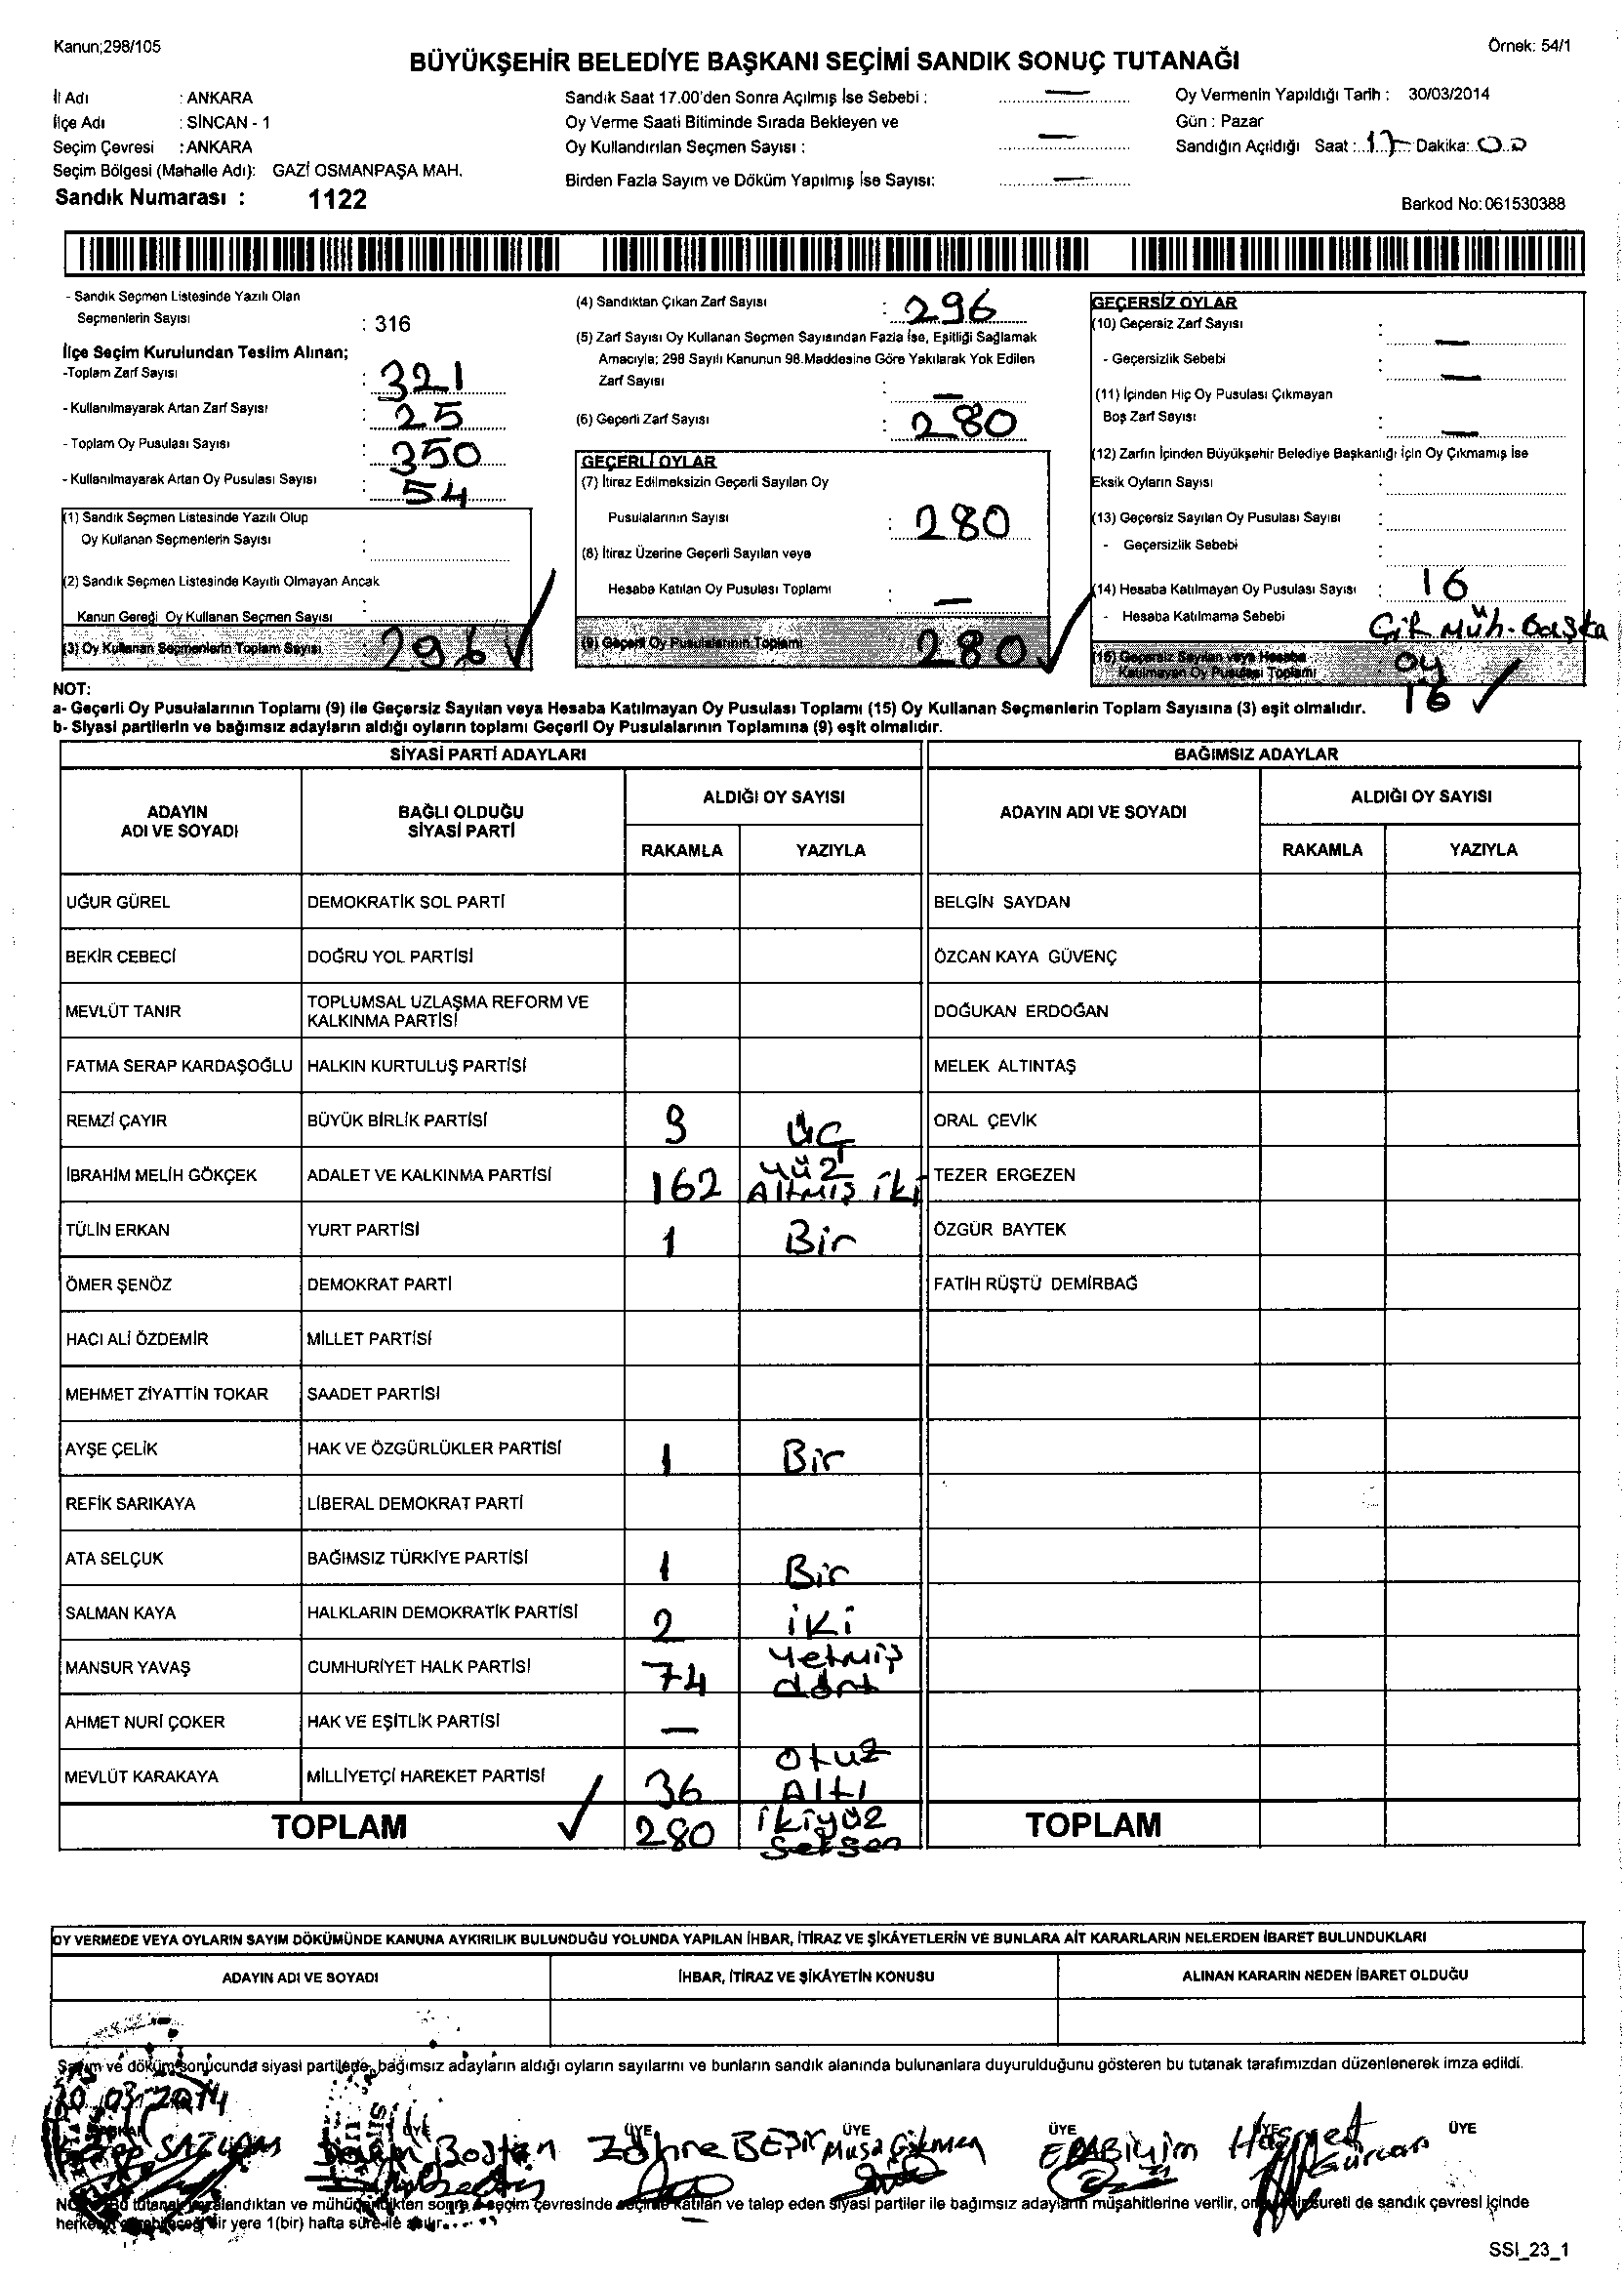 Kanun;298/105
Örnek: 54/1
BÜYÜKŞEHİR BELEDİYE BAŞKANI SEÇİMİ SANDIK SONUÇ TUTANAĞI
İl Adı : ANKARA
İlçe Adı : SİNCAN - 1
Seçim Çevresi : ANKARA
Seçim Bölgesi (Mahalle Adı): GAZİ OSMANPAŞA MAH.
Sandık Numarası : 1122
Sandık Saat 17.00'den Sonra Açılmış İse Sebebi : —
Oy Verme Saati Bitiminde Sırada Bekleyen ve
Oy Kullandırılan Seçmen Sayısı : —
Birden Fazla Sayım ve Döküm Yapılmış İse Sayısı: —
Oy Vermenin Yapıldığı Tarih : 30/03/2014
Gün : Pazar
Sandığın Açıldığı Saat : 17 Dakika: 00
Barkod No: 061530388
- Sandık Seçmen Listesinde Yazılı Olan
Seçmenlerin Sayısı : 316
İlçe Seçim Kurulundan Teslim Alınan;
-Toplam Zarf Sayısı : 321
- Kullanılmayarak Artan Zarf Sayısı : 25
- Toplam Oy Pusulası Sayısı : 350
- Kullanılmayarak Artan Oy Pusulası Sayısı : 54
(1) Sandık Seçmen Listesinde Yazılı Olup
Oy Kullanan Seçmenlerin Sayısı :
(2) Sandık Seçmen Listesinde Kayıtlı Olmayan Ancak
Kanun Gereği Oy Kullanan Seçmen Sayısı :
(3) Oy Kullanan Seçmenlerin Toplam Sayısı 296
(4) Sandıktan Çıkan Zarf Sayısı : 296
(5) Zarf Sayısı Oy Kullanan Seçmen Sayısından Fazla İse, Eşitliği Sağlamak
Amacıyla; 298 Sayılı Kanunun 98.Maddesine Göre Yakılarak Yok Edilen
Zarf Sayısı : —
(6) Geçerli Zarf Sayısı : 280
GEÇERLİ OYLAR
(7) İtiraz Edilmeksizin Geçerli Sayılan Oy
Pusulalarının Sayısı : 280
(8) İtiraz Üzerine Geçerli Sayılan veya
Hesaba Katılan Oy Pusulası Toplamı : —
(9) Geçerli Oy Pusulalarının Toplamı 280
GEÇERSİZ OYLAR
(10) Geçersiz Zarf Sayısı : —
- Geçersizlik Sebebi : —
(11) İçinden Hiç Oy Pusulası Çıkmayan
Boş Zarf Sayısı : —
(12) Zarfın İçinden Büyükşehir Belediye Başkanlığı İçin Oy Çıkmamış İse
Eksik Oyların Sayısı :
(13) Geçersiz Sayılan Oy Pusulası Sayısı :
- Geçersizlik Sebebi :
(14) Hesaba Katılmayan Oy Pusulası Sayısı : 16
- Hesaba Katılmama Sebebi Çift Müh. Başka
oy
(15) Geçersiz Sayılan veya Hesaba
Katılmayan Oy Pusulası Toplamı 16
NOT:
a- Geçerli Oy Pusulalarının Toplamı (9) ile Geçersiz Sayılan veya Hesaba Katılmayan Oy Pusulası Toplamı (15) Oy Kullanan Seçmenlerin Toplam Sayısına (3) eşit olmalıdır.
b- Siyasi partilerin ve bağımsız adayların aldığı oyların toplamı Geçerli Oy Pusulalarının Toplamına (9) eşit olmalıdır.
SİYASİ PARTİ ADAYLARI BAĞIMSIZ ADAYLAR
ADAYIN ADI VE SOYADI BAĞLI OLDUĞU SİYASİ PARTİ ALDIĞI OY SAYISI RAKAMLA YAZIYLA ADAYIN ADI VE SOYADI ALDIĞI OY SAYISI RAKAMLA YAZIYLA
UĞUR GÜREL DEMOKRATİK SOL PARTİ BELGİN SAYDAN
BEKİR CEBECİ DOĞRU YOL PARTİSİ ÖZCAN KAYA GÜVENÇ
MEVLÜT TANIR TOPLUMSAL UZLAŞMA REFORM VE KALKINMA PARTİSİ DOĞUKAN ERDOĞAN
FATMA SERAP KARDAŞOĞLU HALKIN KURTULUŞ PARTİSİ MELEK ALTINTAŞ
REMZİ ÇAYIR BÜYÜK BİRLİK PARTİSİ 3 üç ORAL ÇEVİK
İBRAHİM MELİH GÖKÇEK ADALET VE KALKINMA PARTİSİ 162 yüz Altmış iki TEZER ERGEZEN
TÜLİN ERKAN YURT PARTİSİ 1 Bir ÖZGÜR BAYTEK
ÖMER ŞENÖZ DEMOKRAT PARTİ FATİH RÜŞTÜ DEMİRBAĞ
HACI ALİ ÖZDEMİR MİLLET PARTİSİ
MEHMET ZİYATTİN TOKAR SAADET PARTİSİ
AYŞE ÇELİK HAK VE ÖZGÜRLÜKLER PARTİSİ 1 Bir
REFİK SARIKAYA LİBERAL DEMOKRAT PARTİ
ATA SELÇUK BAĞIMSIZ TÜRKİYE PARTİSİ 1 Bir
SALMAN KAYA HALKLARIN DEMOKRATİK PARTİSİ 2 iki
MANSUR YAVAŞ CUMHURİYET HALK PARTİSİ 74 Yetmiş dört
AHMET NURİ ÇOKER HAK VE EŞİTLİK PARTİSİ —
MEVLÜT KARAKAYA MİLLİYETÇİ HAREKET PARTİSİ 36 Otuz Altı
TOPLAM 280 ikiyüz Seksen TOPLAM
OY VERMEDE VEYA OYLARIN SAYIM DÖKÜMÜNDE KANUNA AYKIRILIK BULUNDUĞU YOLUNDA YAPILAN İHBAR, İTİRAZ VE ŞİKÂYETLERİN VE BUNLARA AİT KARARLARIN NELERDEN İBARET BULUNDUKLARI
ADAYIN ADI VE SOYADI İHBAR, İTİRAZ VE ŞİKÂYETİN KONUSU ALINAN KARARIN NEDEN İBARET OLDUĞU
Sayım ve döküm sonucunda siyasi partilerle, bağımsız adayların aldığı oyların sayılarını ve bunların sandık alanında bulunanlara duyurulduğunu gösteren bu tutanak tarafımızdan düzenlenerek imza edildi.
30.03.2014
ÜYE ÜYE ÜYE ÜYE ÜYE
SAĞLAM Bostan Zöhre BEŞİR Musa Gökmen Gürcan
Bu tutanak imzalandıktan ve mühürlendikten sonra seçim çevresinde seçime katılan ve talep eden siyasi partiler ile bağımsız adayların müşahitlerine verilir, sureti de sandık çevresi içinde
herkesin görebileceği bir yere 1(bir) hafta süre ile asılır.
SSI_23_1